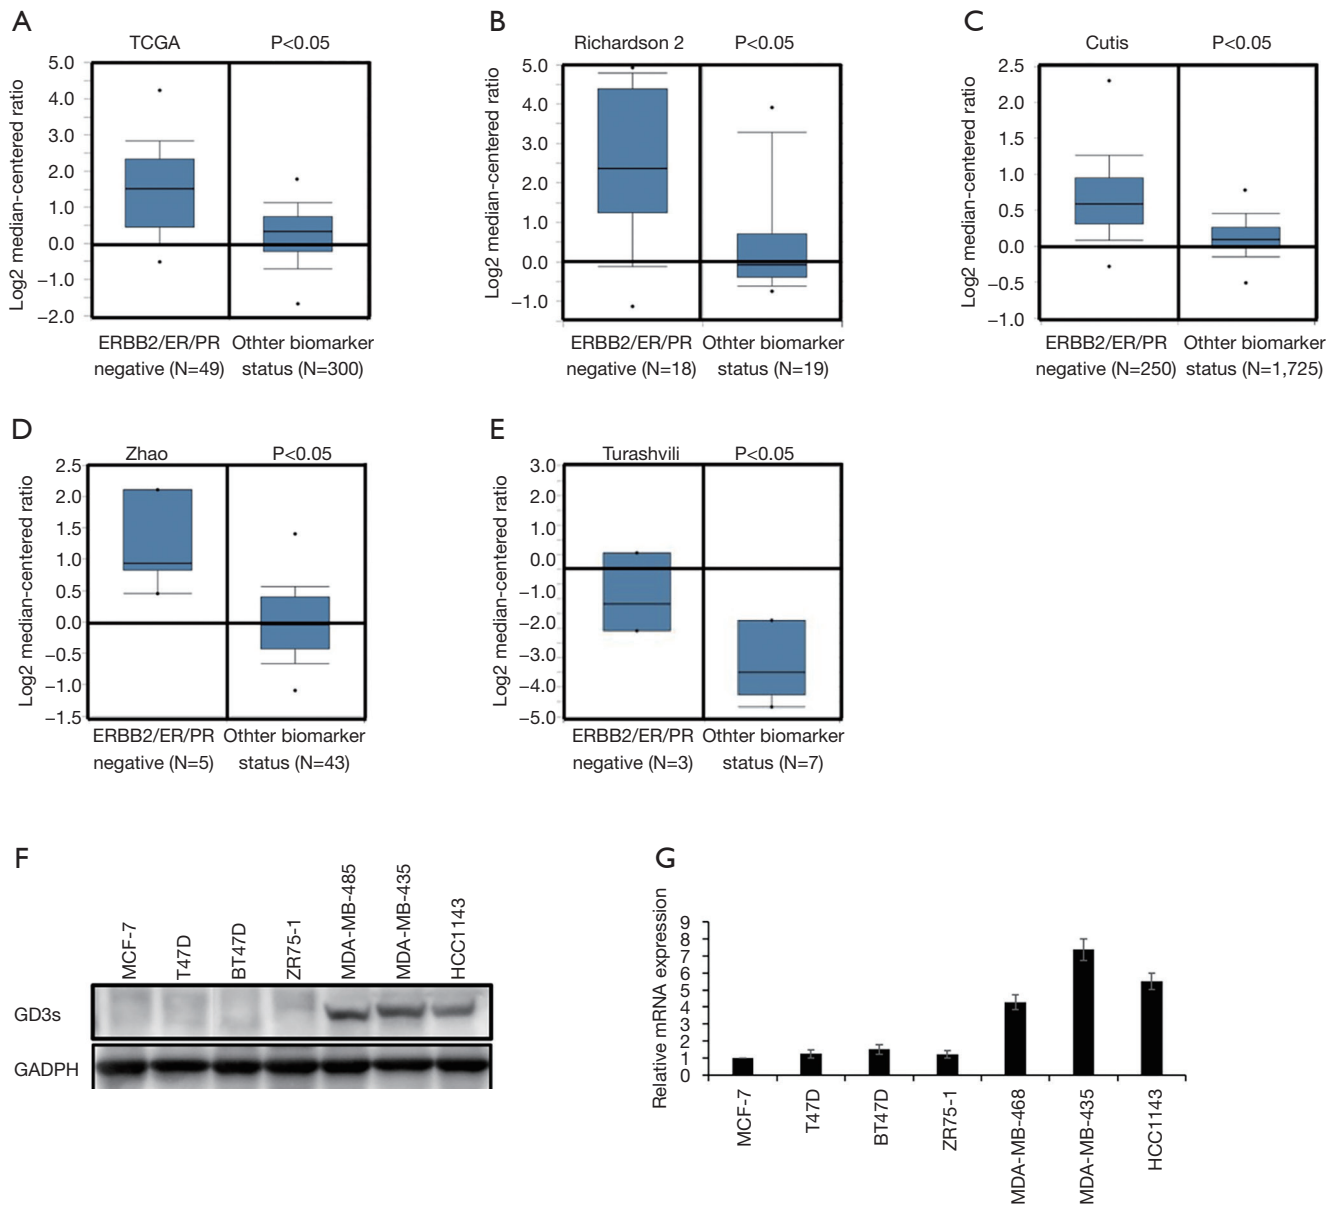 A
TCGA P<0.05
Log2 median-centered ratio
5.0
4.0
3.0
2.0
1.0
0.0
−1.0
−2.0
ERBB2/ER/PR Othter biomarker
negative (N=49) status (N=300)
B
Richardson 2 P<0.05
Log2 median-centered ratio
5.0
4.0
3.0
2.0
1.0
0.0
−1.0
ERBB2/ER/PR Othter biomarker
negative (N=18) status (N=19)
C
Cutis P<0.05
Log2 median-centered ratio
2.5
2.0
1.5
1.0
0.5
0.0
−0.5
−1.0
ERBB2/ER/PR Othter biomarker
negative (N=250) status (N=1,725)
D
Zhao P<0.05
Log2 median-centered ratio
2.5
2.0
1.5
1.0
0.5
0.0
−0.5
−1.0
−1.5
ERBB2/ER/PR Othter biomarker
negative (N=5) status (N=43)
E
Turashvili P<0.05
Log2 median-centered ratio
3.0
2.0
1.0
0.0
−1.0
−2.0
−3.0
−4.0
−5.0
ERBB2/ER/PR Othter biomarker
negative (N=3) status (N=7)
F
MCF-7
T47D
BT47D
ZR75-1
MDA-MB-485
MDA-MB-435
HCC1143
GD3s
GADPH
G
Relative mRNA expression
9
8
7
6
5
4
3
2
1
0
MCF-7
T47D
BT47D
ZR75-1
MDA-MB-468
MDA-MB-435
HCC1143